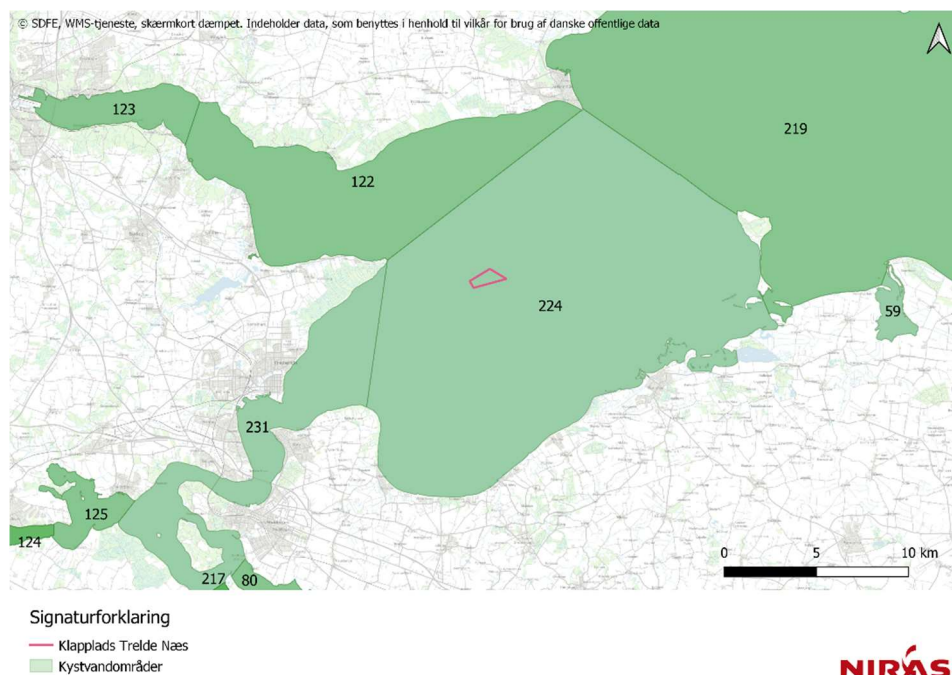 © SDFE, WMS-tjeneste, skærmkort dæmpet. Indeholder data, som benyttes i henhold til vilkår for brug af danske offentlige data
123
219
122
224
59
231
125
124
217
80
0 5 10 km
Signaturforklaring
Klapplads Trelde Næs
Kystvandområder
NIRAS